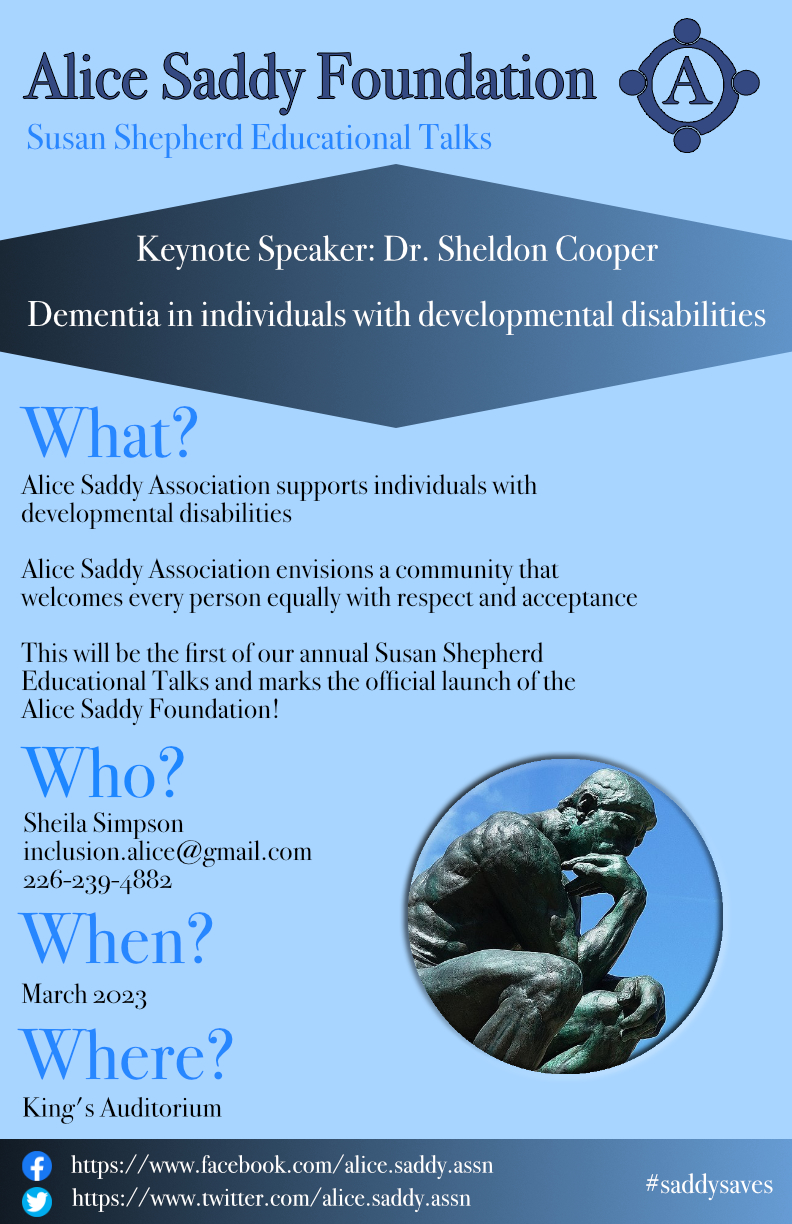 Alice Saddy Foundation
A
Susan Shepherd Educational Talks
Keynote Speaker: Dr. Sheldon Cooper
Dementia in individuals with developmental disabilities
What?
Alice Saddy Association supports individuals with
developmental disabilities
Alice Saddy Association envisions a community that
welcomes every person equally with respect and acceptance
This will be the first of our annual Susan Shepherd
Educational Talks and marks the official launch of the
Alice Saddy Foundation!
Who?
Sheila Simpson
inclusion.alice@gmail.com
226-239-4882
When?
March 2023
Where?
King's Auditorium
https://www.facebook.com/alice.saddy.assn
https://www.twitter.com/alice.saddy.assn
#saddysaves